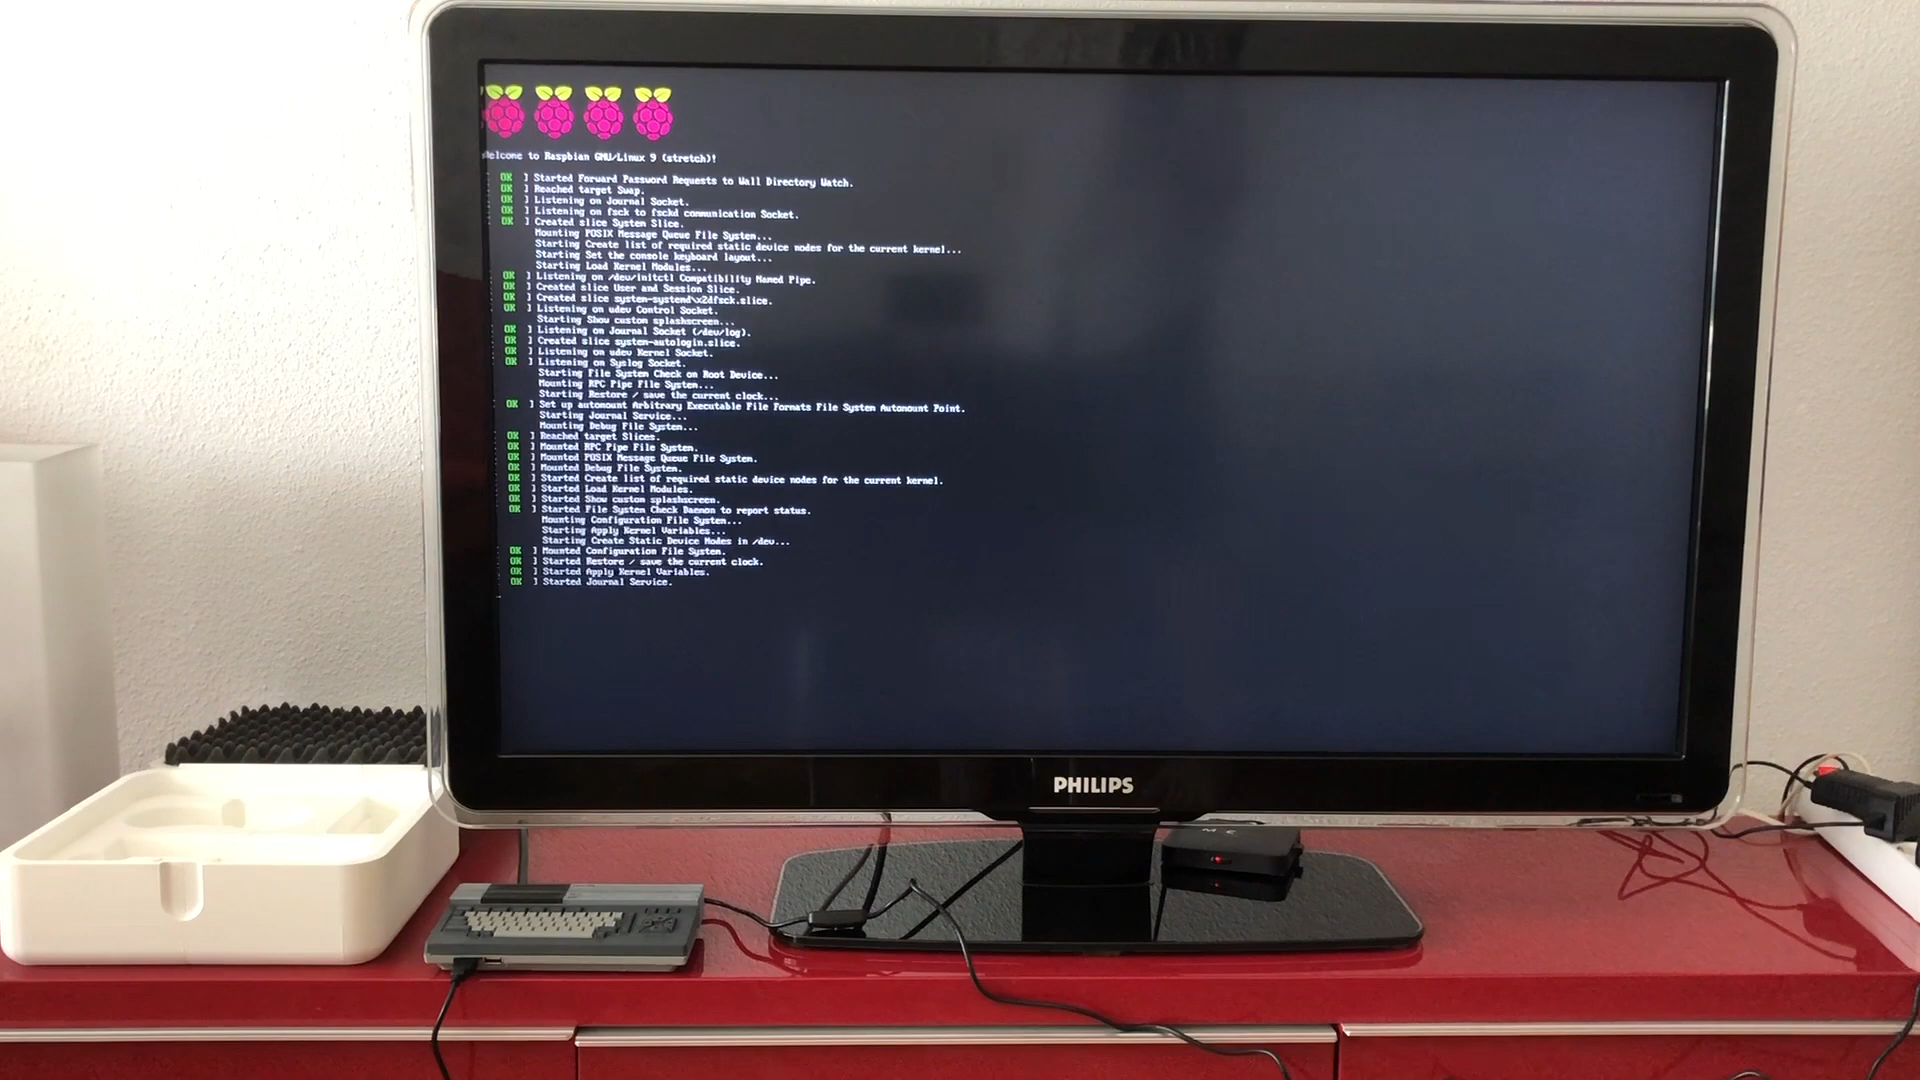 Welcome to Raspbian GNU/Linux 9 (stretch)!
OK ] Started Forward Password Requests to Wall Directory Watch.
OK ] Reached target Swap.
OK ] Listening on Journal Socket.
OK ] Listening on fsck to fsckd communication Socket.
OK ] Created slice System Slice.
Mounting POSIX Message Queue File System...
Starting Create list of required static device nodes for the current kernel...
Starting Set the console keyboard layout...
Starting Load Kernel Modules...
OK ] Listening on /dev/initctl Compatibility Named Pipe.
OK ] Created slice User and Session Slice.
OK ] Created slice system-systemd\x2dfsck.slice.
OK ] Listening on udev Control Socket.
Starting Show custom splashscreen...
OK ] Listening on Journal Socket (/dev/log).
OK ] Created slice system-autologin.slice.
OK ] Listening on udev Kernel Socket.
OK ] Listening on Syslog Socket.
Starting File System Check on Root Device...
Mounting RPC Pipe File System...
Starting Restore / save the current clock...
OK ] Set up automount Arbitrary Executable File Formats File System Automount Point.
Starting Journal Service...
Mounting Debug File System...
OK ] Reached target Slices.
OK ] Mounted RPC Pipe File System.
OK ] Mounted POSIX Message Queue File System.
OK ] Mounted Debug File System.
OK ] Started Create list of required static device nodes for the current kernel.
OK ] Started Load Kernel Modules.
OK ] Started Show custom splashscreen.
OK ] Started File System Check Daemon to report status.
Mounting Configuration File System...
Starting Apply Kernel Variables...
Starting Create Static Device Nodes in /dev...
OK ] Mounted Configuration File System.
OK ] Started Restore / save the current clock.
OK ] Started Apply Kernel Variables.
OK ] Started Journal Service.
PHILIPS